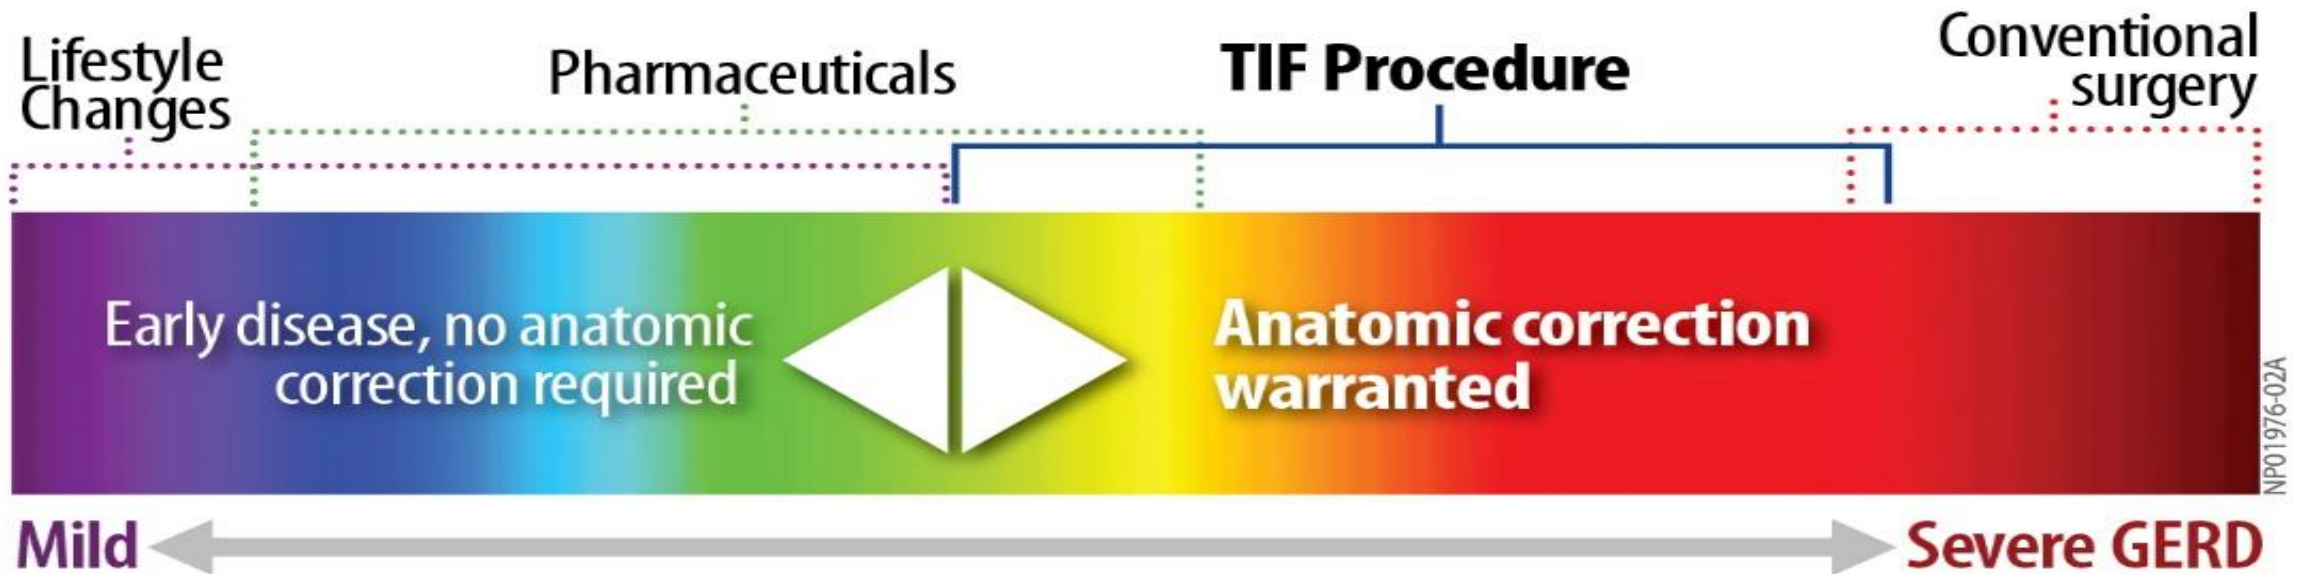 Lifestyle
Changes
Pharmaceuticals
TIF Procedure
Conventional
surgery
Early disease, no anatomic
correction required
Anatomic correction
warranted
NP01976-02A
Mild
Severe GERD